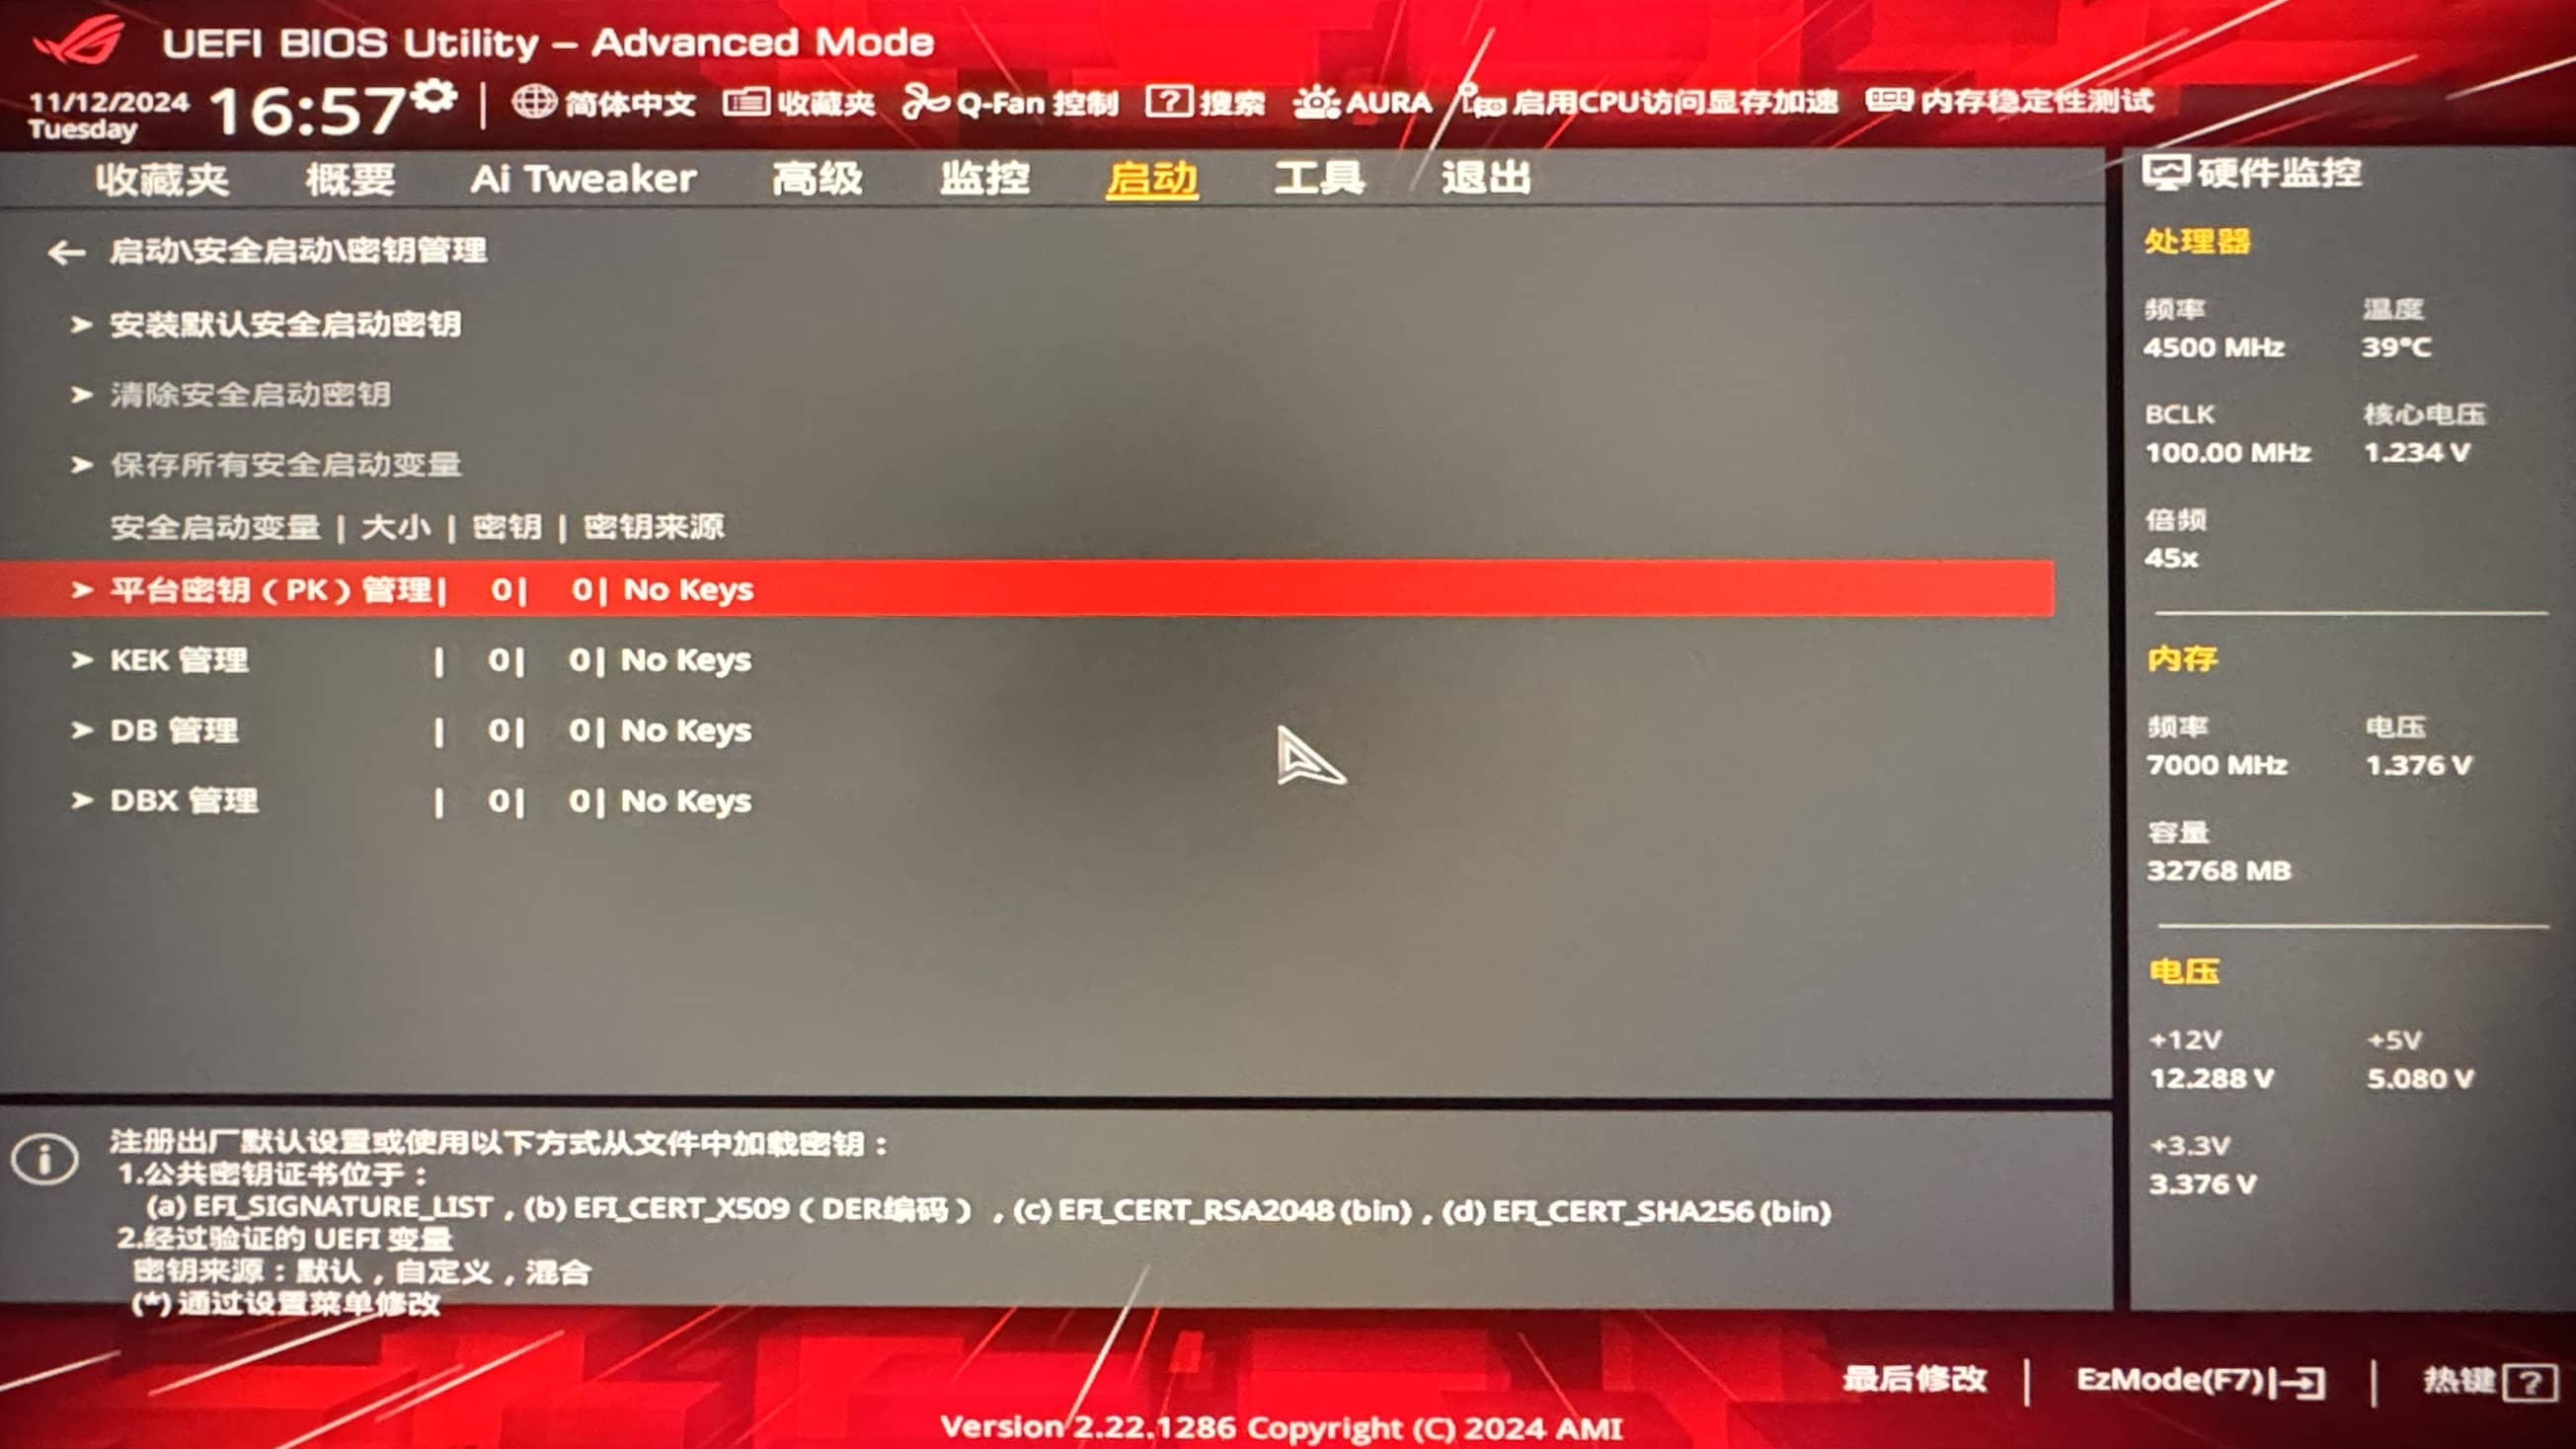 UEFI BIOS Utility – Advanced Mode
11/12/2024
Tuesday
16:57
简体中文
收藏夹
Q-Fan 控制
? 搜索
AURA
启用CPU访问显存加速
内存稳定性测试
收藏夹 概要 Ai Tweaker 高级 监控 启动 工具 退出
← 启动\安全启动\密钥管理
> 安装默认安全启动密钥
> 清除安全启动密钥
> 保存所有安全启动变量
安全启动变量 | 大小 | 密钥 | 密钥来源
> 平台密钥（PK）管理| 0| 0| No Keys
> KEK 管理 | 0| 0| No Keys
> DB 管理 | 0| 0| No Keys
> DBX 管理 | 0| 0| No Keys
i
注册出厂默认设置或使用以下方式从文件中加载密钥：
1.公共密钥证书位于：
(a) EFI_SIGNATURE_LIST，(b) EFI_CERT_X509（DER编码），(c) EFI_CERT_RSA2048 (bin)，(d) EFI_CERT_SHA256 (bin)
2.经过验证的 UEFI 变量
密钥来源：默认，自定义，混合
(*) 通过设置菜单修改
硬件监控
处理器
频率 温度
4500 MHz 39°C
BCLK 核心电压
100.00 MHz 1.234 V
倍频
45x
内存
频率 电压
7000 MHz 1.376 V
容量
32768 MB
电压
+12V +5V
12.288 V 5.080 V
+3.3V
3.376 V
最后修改 | EzMode(F7) | 热键 ?
Version 2.22.1286 Copyright (C) 2024 AMI